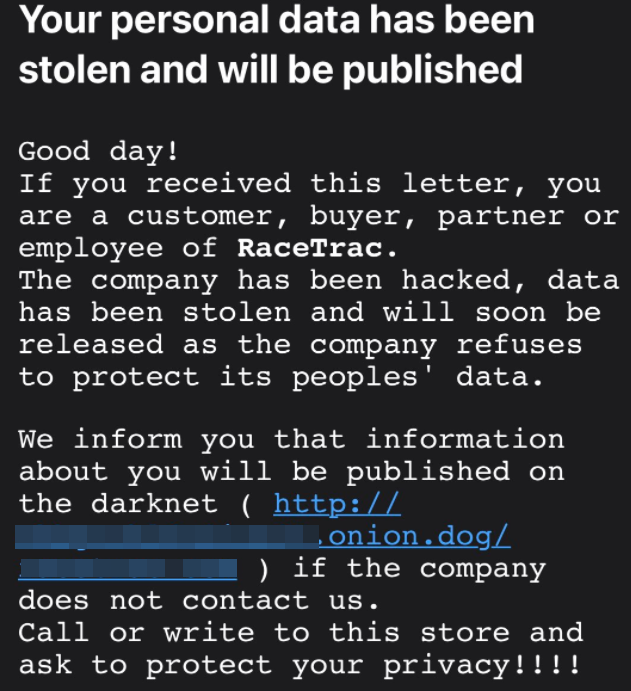 Your personal data has been
stolen and will be published
Good day!
If you received this letter, you
are a customer, buyer, partner or
employee of RaceTrac.
The company has been hacked, data
has been stolen and will soon be
released as the company refuses
to protect its peoples' data.
We inform you that information
about you will be published on
the darknet ( http://
.onion.dog/
) if the company
does not contact us.
Call or write to this store and
ask to protect your privacy!!!!